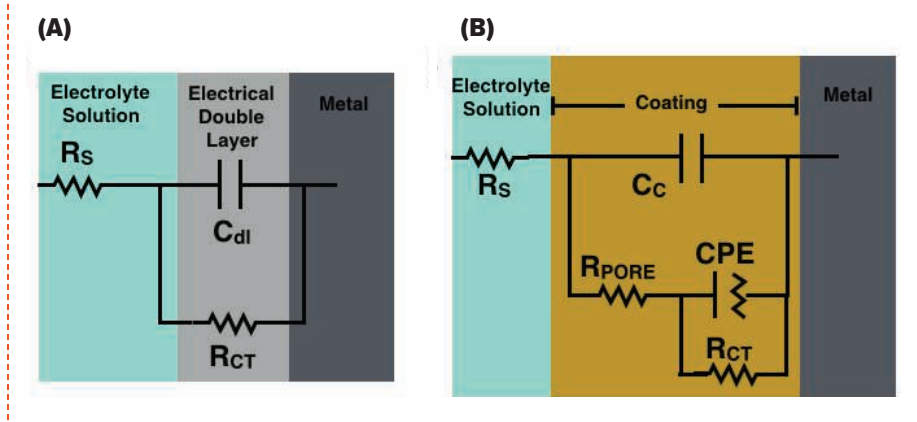 (A)
Electrolyte
Solution
Electrical
Double
Layer
Metal
RS
Cdl
RCT
(B)
Electrolyte
Solution
Coating
Metal
RS
CC
RPORE
CPE
RCT